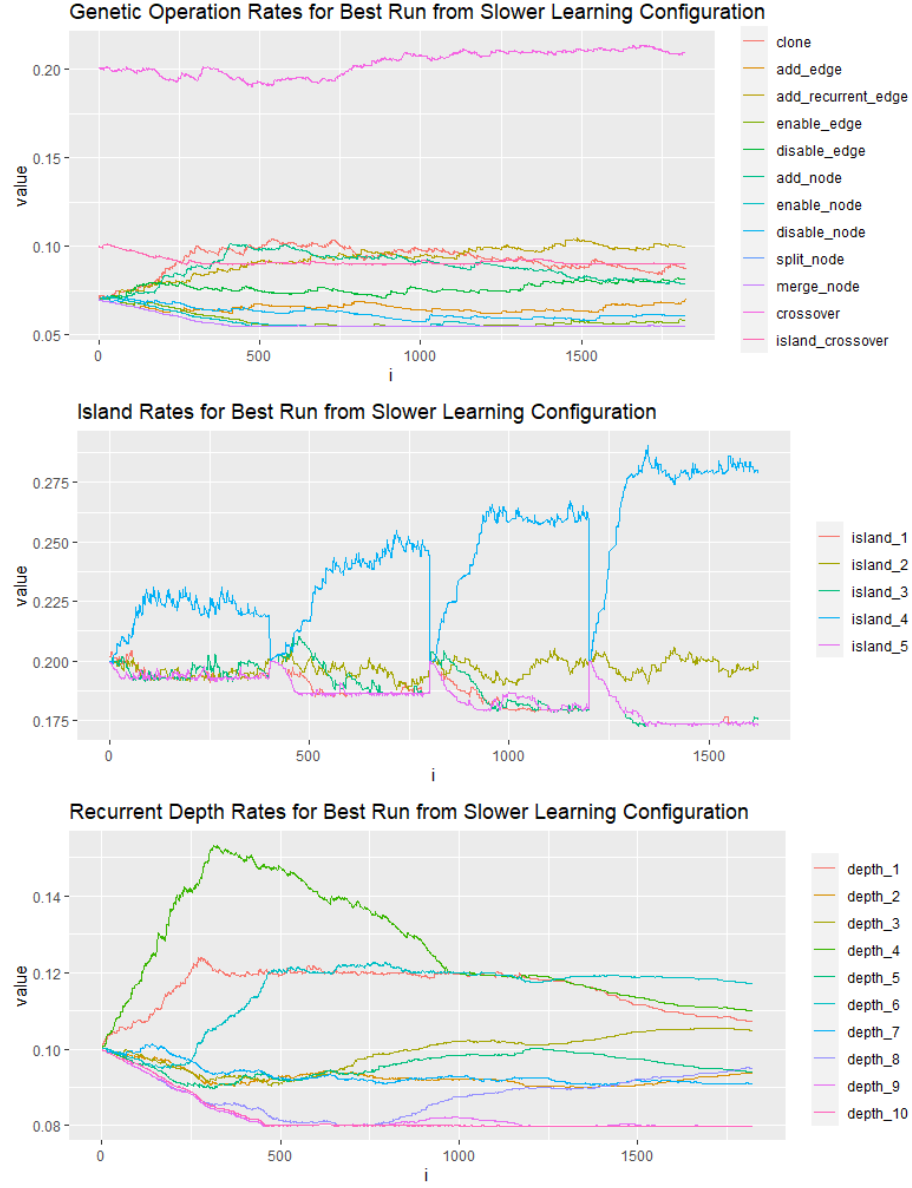 Genetic Operation Rates for Best Run from Slower Learning Configuration
0.20
0.15
0.10
0.05
value
0
500
1000
1500
i
clone
add_edge
add_recurrent_edge
enable_edge
disable_edge
add_node
enable_node
disable_node
split_node
merge_node
crossover
island_crossover
Island Rates for Best Run from Slower Learning Configuration
0.275
0.250
0.225
0.200
0.175
value
0
500
1000
1500
i
island_1
island_2
island_3
island_4
island_5
Recurrent Depth Rates for Best Run from Slower Learning Configuration
0.14
0.12
0.10
0.08
value
0
500
1000
1500
i
depth_1
depth_2
depth_3
depth_4
depth_5
depth_6
depth_7
depth_8
depth_9
depth_10